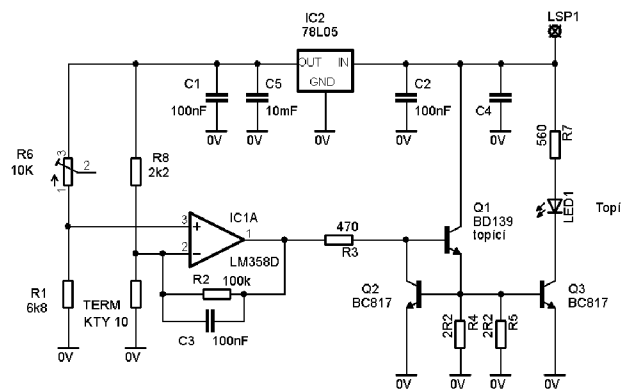 LSP1
IC2
78L05
OUT
IN
GND
C1
100nF
C5
10mF
C2
100nF
C4
0V
0V
0V
0V
0V
560
R7
R6
10K
3
2
1
R8
2k2
LED1
Topí
IC1A
3
2
1
LM358D
470
R3
Q1
BD139
topící
R2
100k
C3
100nF
R1
6k8
TERM
KTY 10
Q2
BC817
Q3
BC817
2R2
R4
2R2
R5
0V
0V
0V
0V
0V
0V